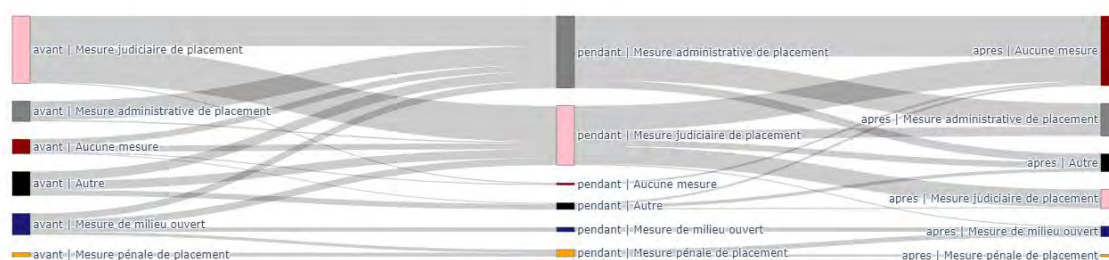 avant | Mesure judiciaire de placement
avant | Mesure administrative de placement
avant | Aucune mesure
avant | Autre
avant | Mesure de milieu ouvert
avant | Mesure pénale de placement
pendant | Mesure administrative de placement
pendant | Mesure judiciaire de placement
pendant | Aucune mesure
pendant | Autre
pendant | Mesure de milieu ouvert
pendant | Mesure pénale de placement
apres | Aucune mesure
apres | Mesure administrative de placement
apres | Autre
apres | Mesure judiciaire de placement
apres | Mesure de milieu ouvert
apres | Mesure pénale de placement